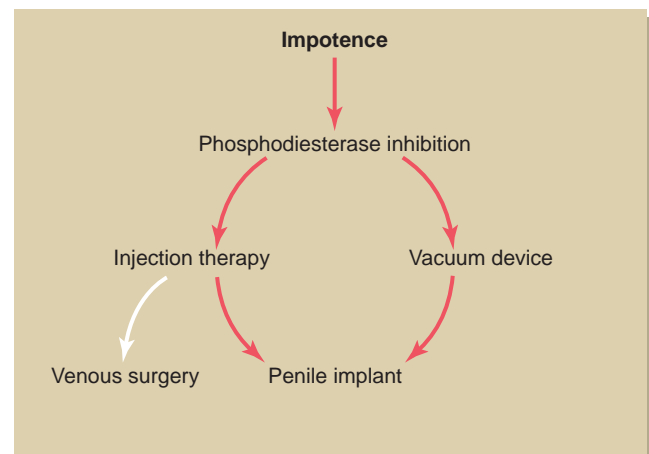 Impotence
Phosphodiesterase inhibition
Injection therapy
Vacuum device
Venous surgery
Penile implant